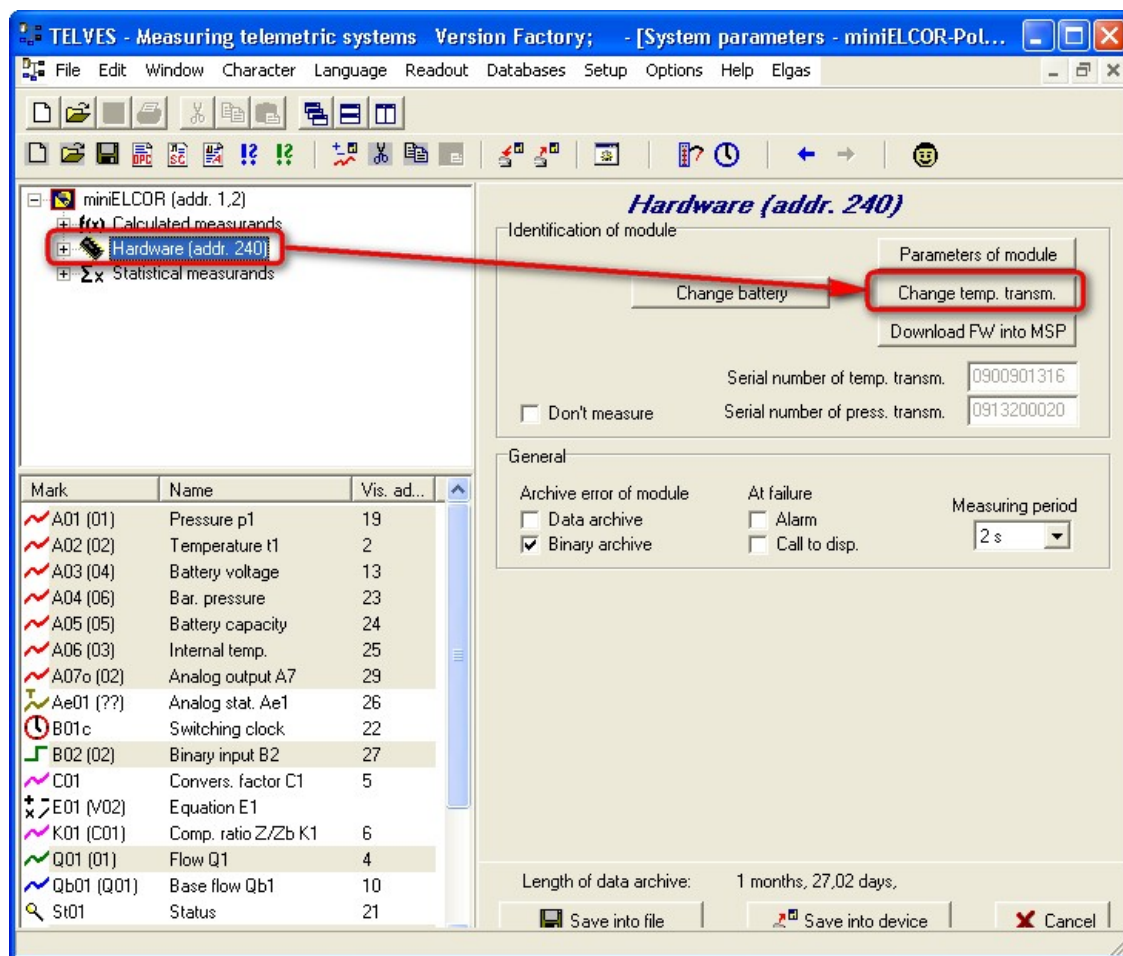 TELVES - Measuring telemetric systems Version Factory; - [System parameters - miniELCOR-Pol...
File Edit Window Character Language Readout Databases Setup Options Help Elgas
miniELCOR (addr. 1,2)
f(x) Calculated measurands
Hardware (addr. 240)
Σx Statistical measurands
Hardware (addr. 240)
Identification of module
Parameters of module
Change battery
Change temp. transm.
Download FW into MSP
Serial number of temp. transm. 0900901316
Don't measure
Serial number of press. transm. 0913200020
General
Archive error of module
Data archive
Binary archive
At failure
Alarm
Call to disp.
Measuring period
2 s
Mark Name Vis. ad...
A01 (01) Pressure p1 19
A02 (02) Temperature t1 2
A03 (04) Battery voltage 13
A04 (06) Bar. pressure 23
A05 (05) Battery capacity 24
A06 (03) Internal temp. 25
A07o (02) Analog output A7 29
Ae01 (??) Analog stat. Ae1 26
B01c Switching clock 22
B02 (02) Binary input B2 27
C01 Convers. factor C1 5
E01 (V02) Equation E1
K01 (C01) Comp. ratio Z/Zb K1 6
Q01 (01) Flow Q1 4
Qb01 (Q01) Base flow Qb1 10
St01 Status 21
Length of data archive: 1 months, 27,02 days,
Save into file
Save into device
Cancel